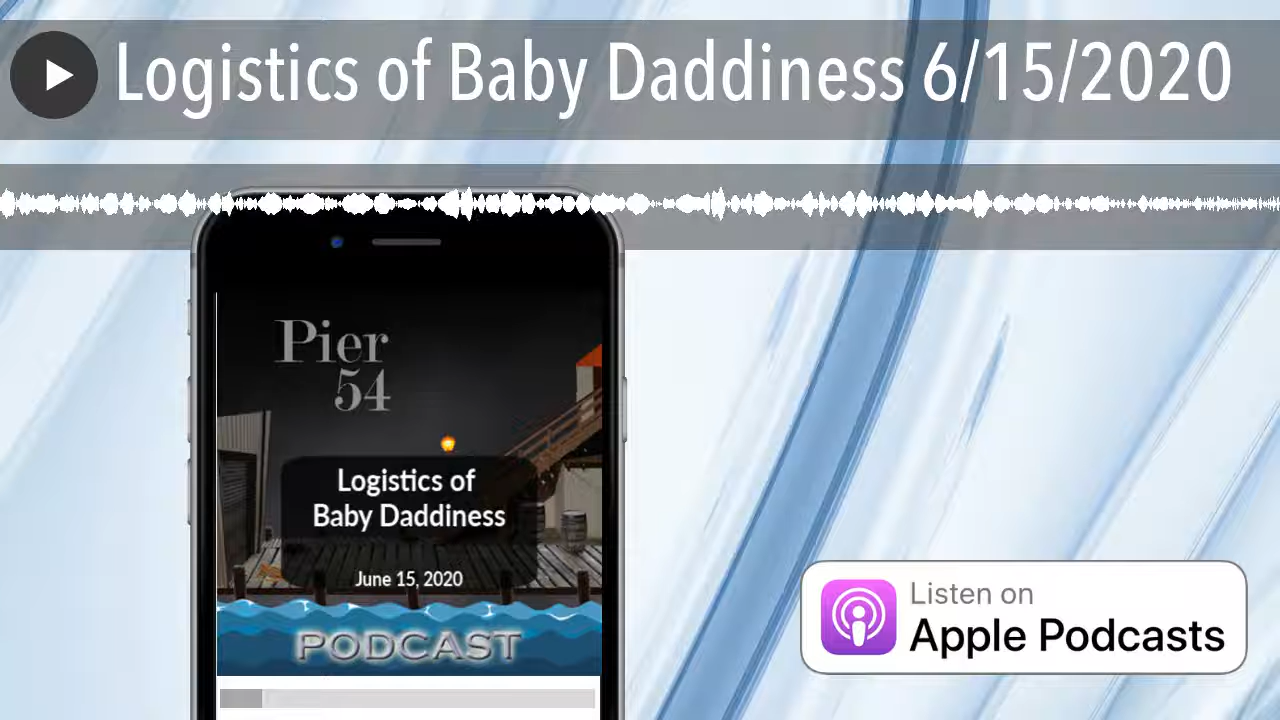 Logistics of Baby Daddiness 6/15/2020
Pier
54
Logistics of
Baby Daddiness
June 15, 2020
PODCAST
Listen on
Apple Podcasts